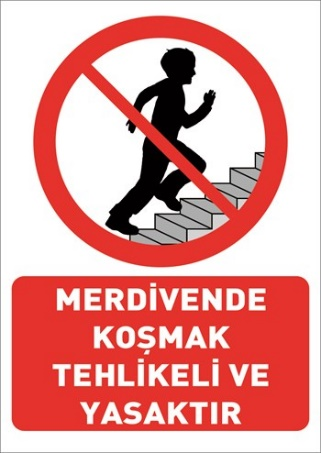 MERDİVENDE
KOŞMAK
TEHLİKELİ VE
YASAKTIR